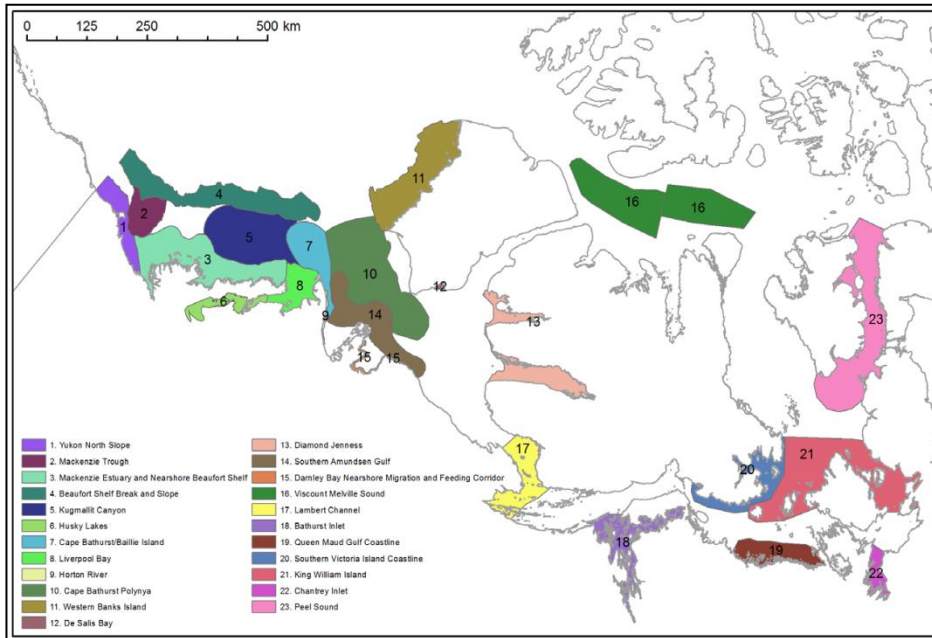 0 125 250 500 km
4
11
16
16
2
1
7
5
3
10
8
12
6
9
14
13
15
15
23
17
20
21
18
19
22
1. Yukon North Slope
2. Mackenzie Trough
3. Mackenzie Estuary and Nearshore Beaufort Shelf
4. Beaufort Shelf Break and Slope
5. Kugmallit Canyon
6. Husky Lakes
7. Cape Bathurst/Baillie Island
8. Liverpool Bay
9. Horton River
10. Cape Bathurst Polynya
11. Western Banks Island
12. De Salis Bay
13. Diamond Jenness
14. Southern Amundsen Gulf
15. Darnley Bay Nearshore Migration and Feeding Corridor
16. Viscount Melville Sound
17. Lambert Channel
18. Bathurst Inlet
19. Queen Maud Gulf Coastline
20. Southern Victoria Island Coastline
21. King William Island
22. Chantrey Inlet
23. Peel Sound